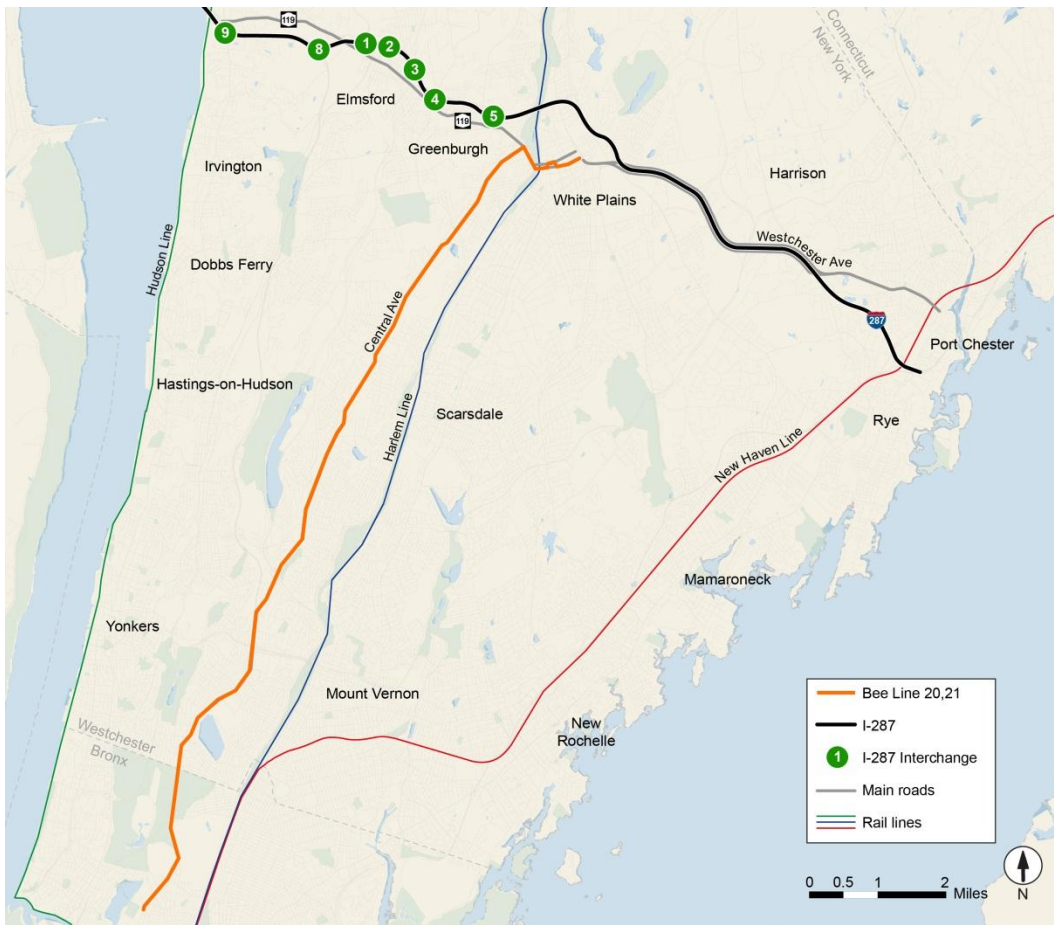 119
9
8
1
2
3
4
5
119
Connecticut
New York
Elmsford
Greenburgh
Irvington
Harrison
White Plains
Hudson Line
Westchester Ave
Dobbs Ferry
Central Ave
287
Port Chester
Hastings-on-Hudson
Harlem Line
Scarsdale
Rye
New Haven Line
Mamaroneck
Yonkers
Mount Vernon
New
Rochelle
Westchester
Bronx
Bee Line 20,21
I-287
1 I-287 Interchange
Main roads
Rail lines
0 0.5 1 2 Miles
N